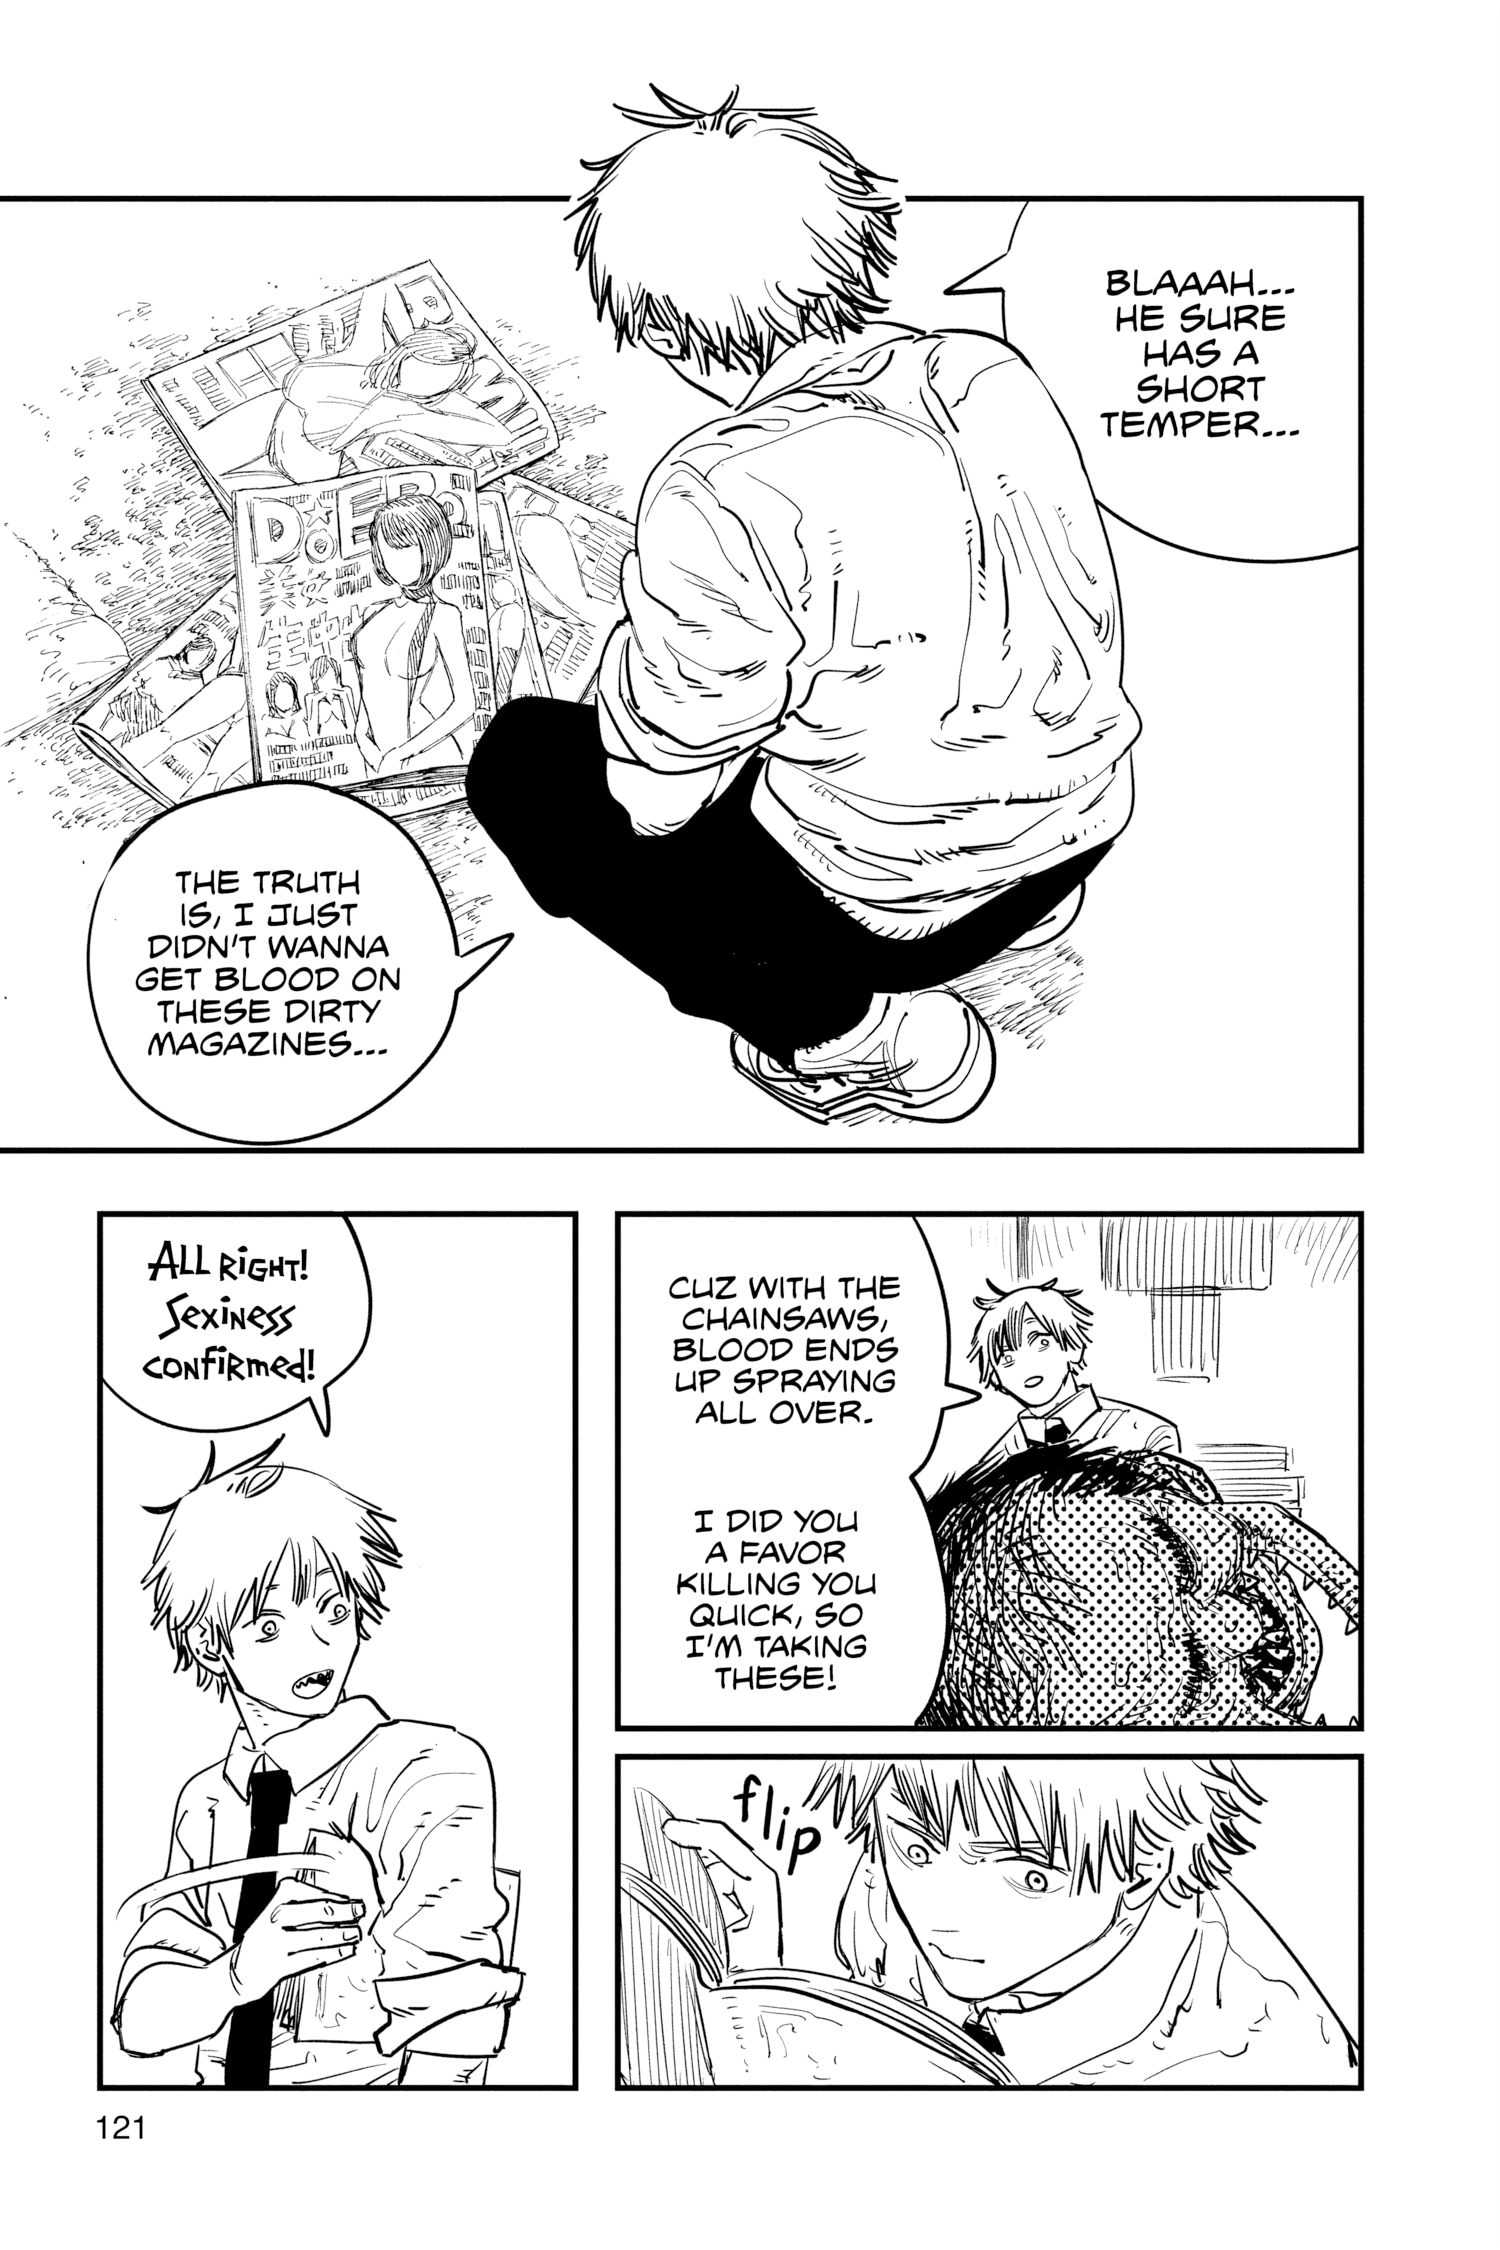 BLAAAH...
HE SURE
HAS A
SHORT
TEMPER...
THE TRUTH
IS, I JUST
DIDN'T WANNA
GET BLOOD ON
THESE DIRTY
MAGAZINES...
CUZ WITH THE
CHAINSAWS,
BLOOD ENDS
UP SPRAYING
ALL OVER.
I DID YOU
A FAVOR
KILLING YOU
QUICK, SO
I'M TAKING
THESE!
flip
ALL RiGHT!
SEXiNESS
CONFiRMED!
121